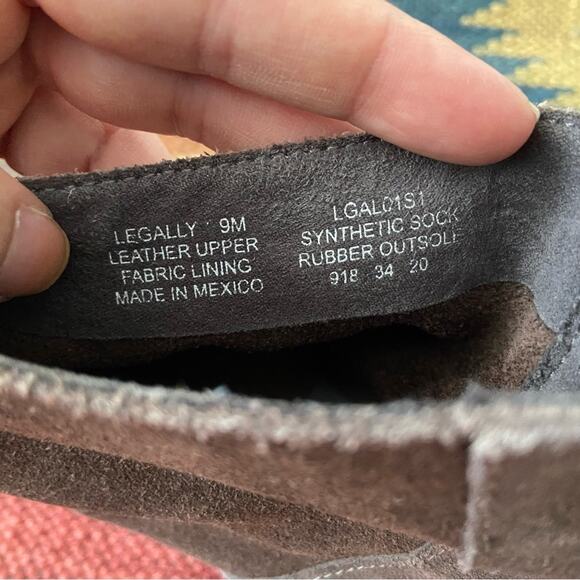 LEGALLY 9M
LEATHER UPPER
FABRIC LINING
MADE IN MEXICO
LGAL01S1
SYNTHETIC SOCK
RUBBER OUTSOLE
918 34 20